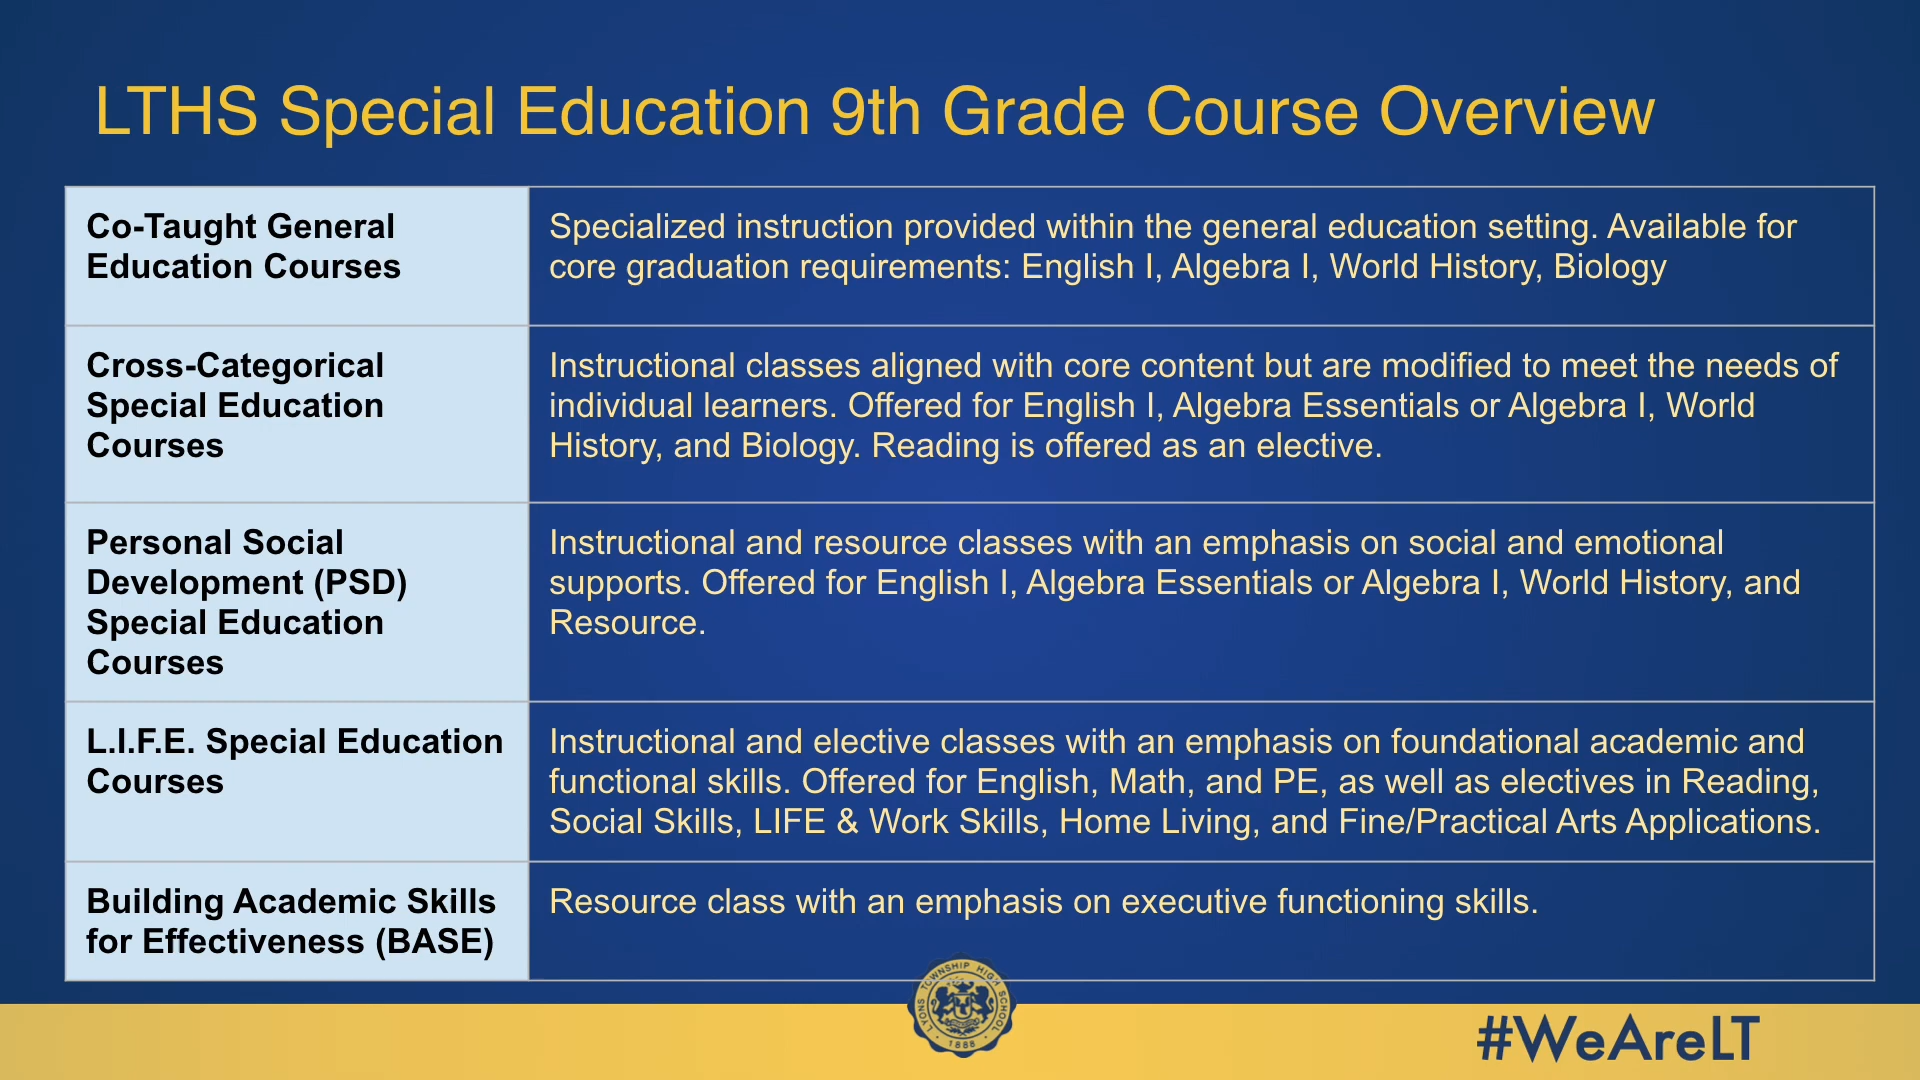 LTHS Special Education 9th Grade Course Overview
Co-Taught General
Education Courses
Specialized instruction provided within the general education setting. Available for
core graduation requirements: English I, Algebra I, World History, Biology
Cross-Categorical
Special Education
Courses
Instructional classes aligned with core content but are modified to meet the needs of
individual learners. Offered for English I, Algebra Essentials or Algebra I, World
History, and Biology. Reading is offered as an elective.
Personal Social
Development (PSD)
Special Education
Courses
Instructional and resource classes with an emphasis on social and emotional
supports. Offered for English I, Algebra Essentials or Algebra I, World History, and
Resource.
L.I.F.E. Special Education
Courses
Instructional and elective classes with an emphasis on foundational academic and
functional skills. Offered for English, Math, and PE, as well as electives in Reading,
Social Skills, LIFE & Work Skills, Home Living, and Fine/Practical Arts Applications.
Building Academic Skills
for Effectiveness (BASE)
Resource class with an emphasis on executive functioning skills.
LYONS TOWNSHIP HIGH SCHOOL
1888
#WeAreLT